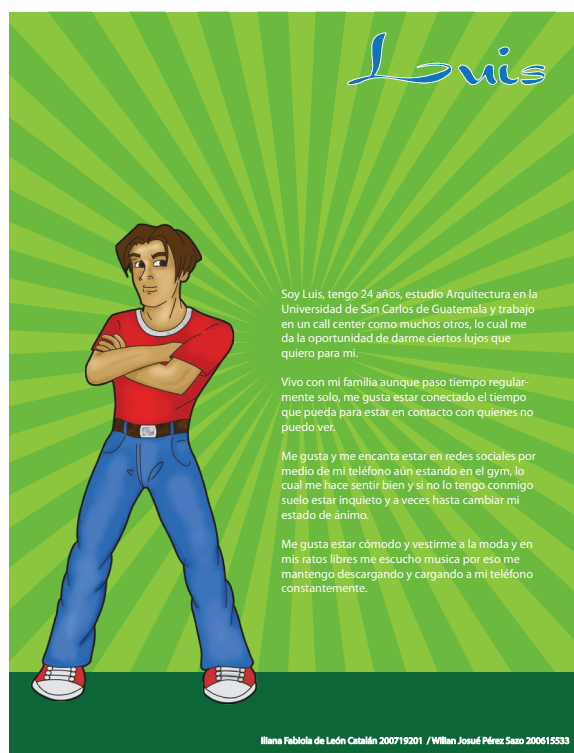 Luis
Soy Luis, tengo 24 años, estudio Arquitectura en la
Universidad de San Carlos de Guatemala y trabajo
en un call center como muchos otros, lo cual me
da la oportunidad de darme ciertos lujos que
quiero para mi.
Vivo con mi familia aunque paso tiempo regular-
mente solo, me gusta estar conectado el tiempo
que pueda para estar en contacto con quienes no
puedo ver.
Me gusta y me encanta estar en redes sociales por
medio de mi teléfono aún estando en el gym, lo
cual me hace sentir bien y si no lo tengo conmigo
suelo estar inquieto y a veces hasta cambiar mi
estado de ánimo.
Me gusta estar cómodo y vestirme a la moda y en
mis ratos libres me escucho musica por eso me
mantengo descargando y cargando a mi teléfono
constantemente.
Iliana Fabiola de León Catalán 200719201 / Wilian Josué Pérez Sazo 200615533